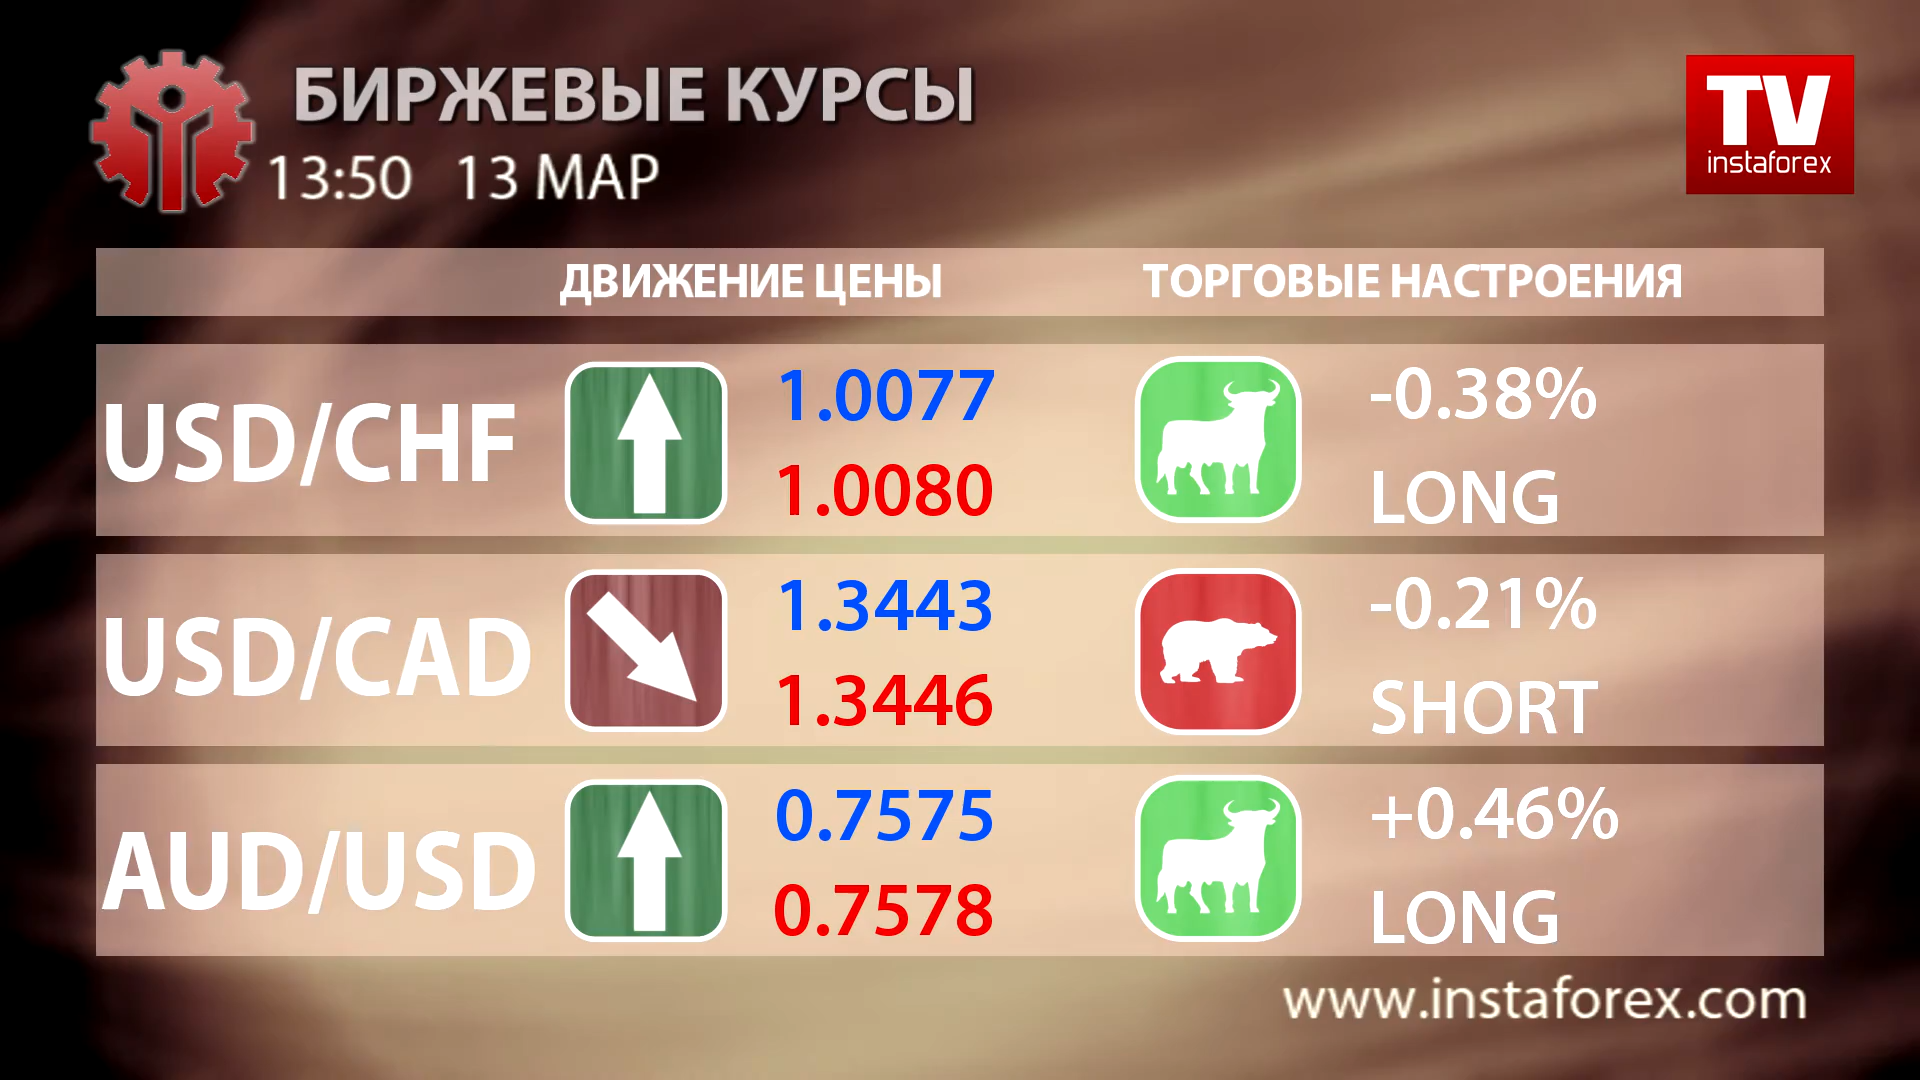 БИРЖЕВЫЕ КУРСЫ
13:50 13 МАР
TV
instaforex
ДВИЖЕНИЕ ЦЕНЫ ТОРГОВЫЕ НАСТРОЕНИЯ
USD/CHF
1.0077
1.0080
-0.38%
LONG
USD/CAD
1.3443
1.3446
-0.21%
SHORT
AUD/USD
0.7575
0.7578
+0.46%
LONG
www.instaforex.com